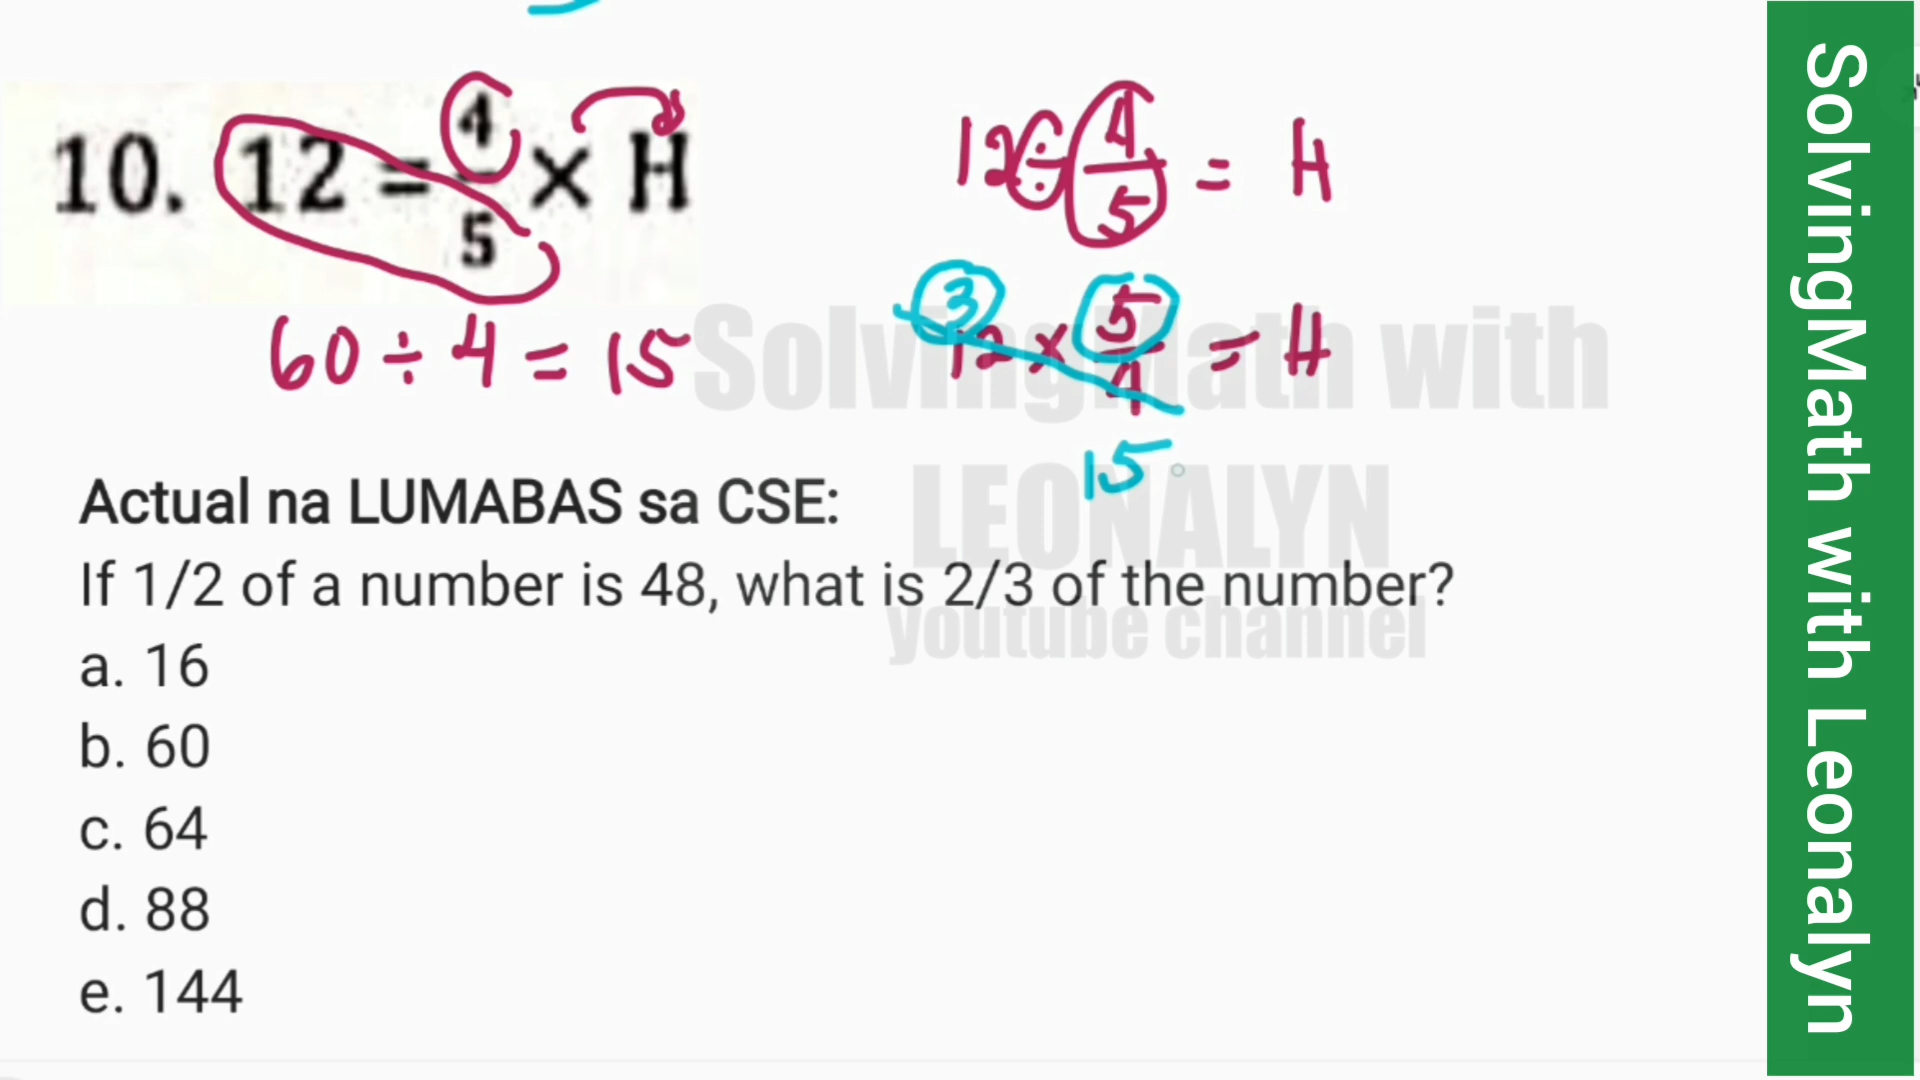 10. 12 = 4/5 × H
60 ÷ 4 = 15
12 ÷ 4/5 = H
3
12 × 5/4 = H
15
Actual na LUMABAS sa CSE:
If 1/2 of a number is 48, what is 2/3 of the number?
a. 16
b. 60
c. 64
d. 88
e. 144
Solving Math with
LEONALYN
youtube channel
SolvingMath with Leonalyn